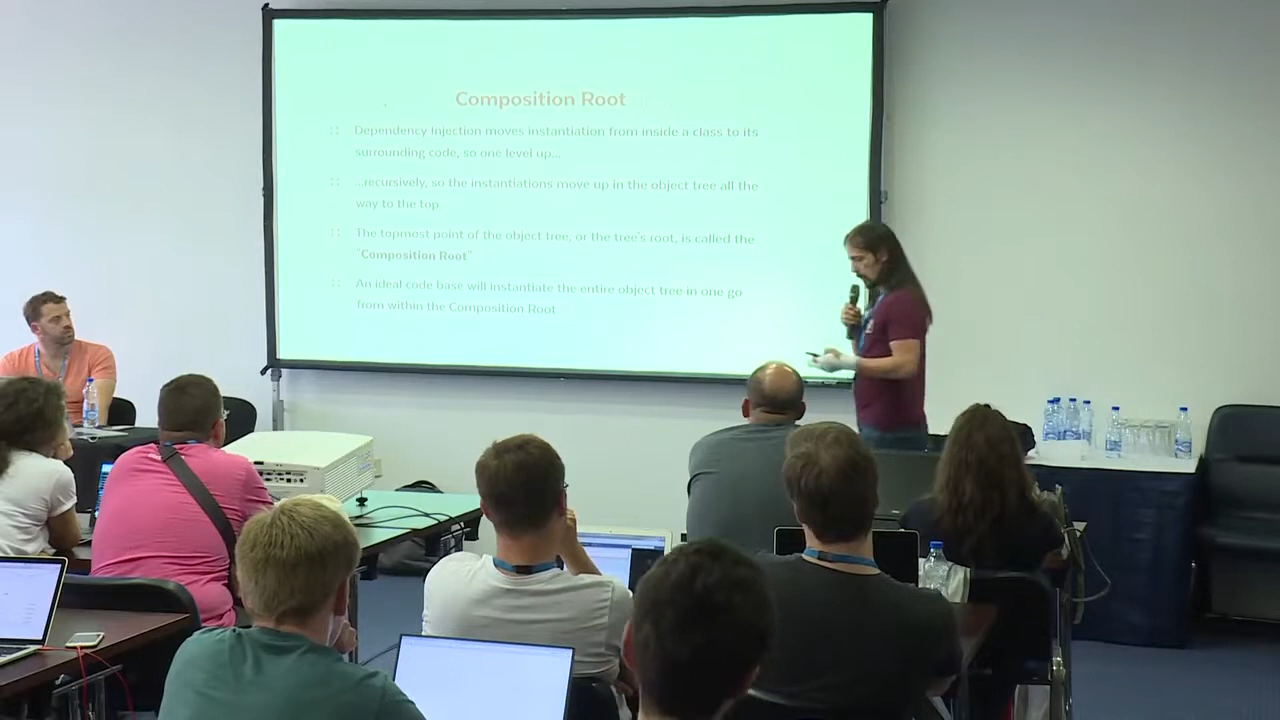 Composition Root
:: Dependency Injection moves instantiation from inside a class to its
surrounding code, so one level up...
:: ...recursively, so the instantiations move up in the object tree all the
way to the top
:: The topmost point of the object tree, or the tree's root, is called the
"Composition Root"
:: An ideal code base will instantiate the entire object tree in one go
from within the Composition Root